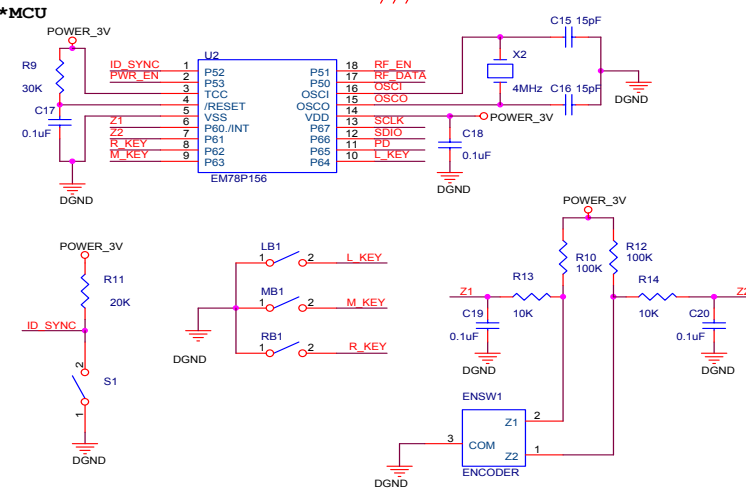 *MCU
POWER_3V
R9
30K
C17
0.1uF
DGND
U2
ID_SYNC 1 P52
PWR_EN 2 P53
3 TCC
4 /RESET
5 VSS
Z1 6 P60./INT
Z2 7 P61
R_KEY 8 P62
M_KEY 9 P63
P51 18 RF_EN
P50 17 RF_DATA
OSCI 16 OSCI
OSCO 15 OSCO
VDD 14
P67 13 SCLK
P66 12 SDIO
P65 11 PD
P64 10 L_KEY
EM78P156
C15 15pF
X2
4MHz
C16 15pF
DGND
POWER_3V
C18
0.1uF
DGND
POWER_3V
R11
20K
ID_SYNC
2
S1
1
DGND
LB1
1 2 L_KEY
MB1
1 2 M_KEY
RB1
1 2 R_KEY
DGND
POWER_3V
R10
100K
R12
100K
Z1
R13
10K
C19
0.1uF
DGND
R14
10K
Z2
C20
0.1uF
DGND
ENSW1
Z1 2
3 COM
Z2 1
ENCODER
DGND